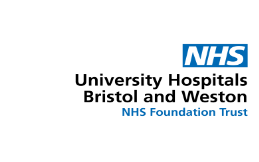 NHS
University Hospitals
Bristol and Weston
NHS Foundation Trust